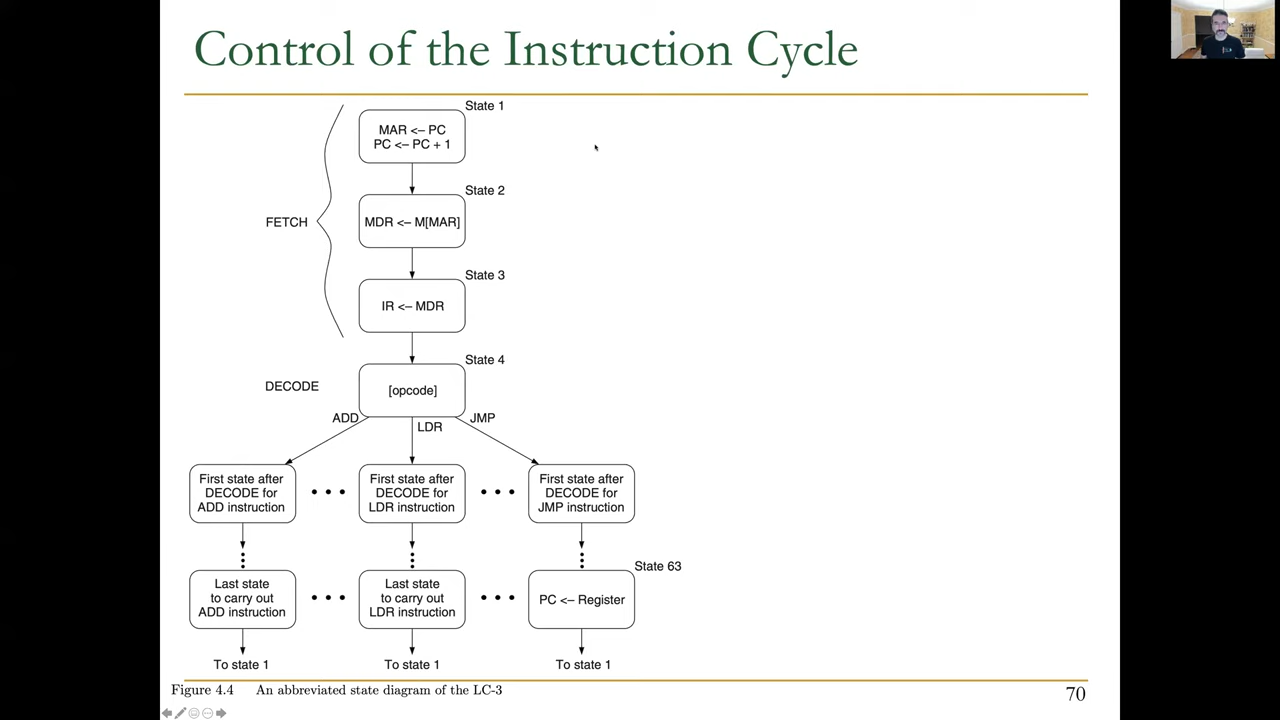 Control of the Instruction Cycle
State 1
MAR <– PC
PC <– PC + 1
State 2
FETCH
MDR <– M[MAR]
State 3
IR <– MDR
State 4
DECODE
[opcode]
ADD
LDR
JMP
First state after
DECODE for
ADD instruction
First state after
DECODE for
LDR instruction
First state after
DECODE for
JMP instruction
State 63
Last state
to carry out
ADD instruction
Last state
to carry out
LDR instruction
PC <– Register
To state 1
To state 1
To state 1
Figure 4.4 An abbreviated state diagram of the LC-3
70